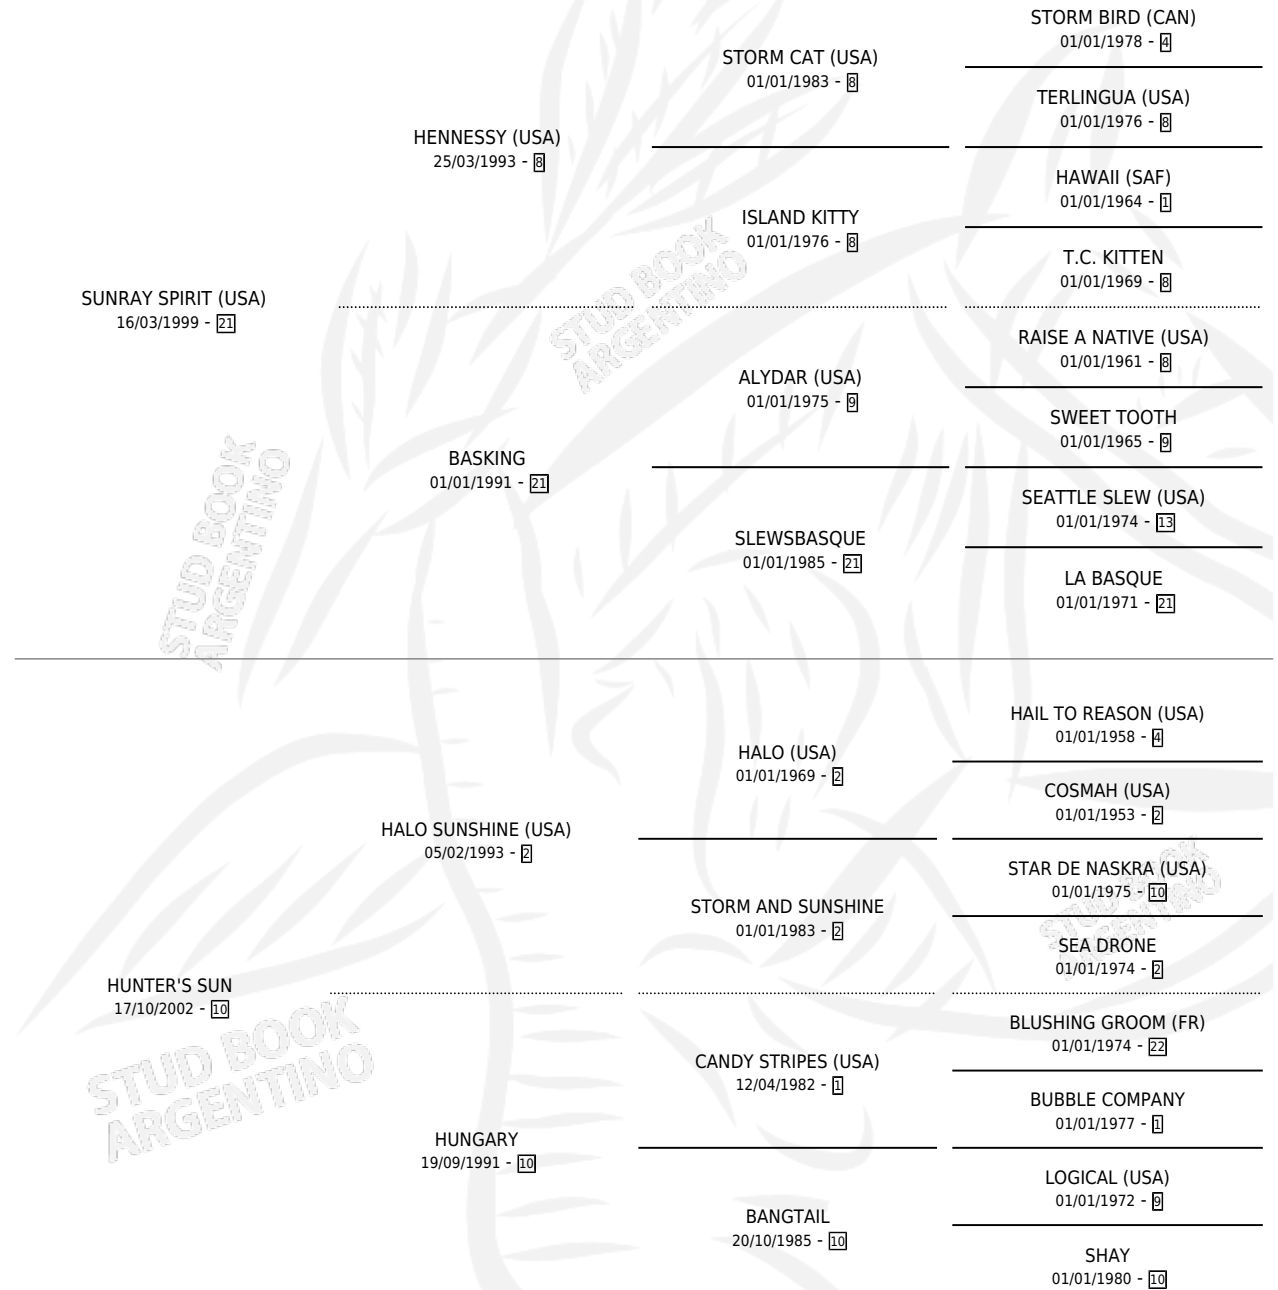 STORM BIRD (CAN)
01/01/1978 - 4
STORM CAT (USA)
01/01/1983 - 8
TERLINGUA (USA)
01/01/1976 - 8
HENNESSY (USA)
25/03/1993 - 8
HAWAII (SAF)
01/01/1964 - 1
ISLAND KITTY
01/01/1976 - 8
T.C. KITTEN
01/01/1969 - 8
SUNRAY SPIRIT (USA)
16/03/1999 - 21
STUD BOOK
ARGENTINO
RAISE A NATIVE (USA)
01/01/1961 - 8
ALYDAR (USA)
01/01/1975 - 9
SWEET TOOTH
01/01/1965 - 9
BASKING
01/01/1991 - 21
SEATTLE SLEW (USA)
01/01/1974 - 13
SLEWSBASQUE
01/01/1985 - 21
LA BASQUE
01/01/1971 - 21
STUD BOOK
ARGENTINO
HAIL TO REASON (USA)
01/01/1958 - 4
HALO (USA)
01/01/1969 - 2
COSMAH (USA)
01/01/1953 - 2
HALO SUNSHINE (USA)
05/02/1993 - 2
STAR DE NASKRA (USA)
01/01/1975 - 10
STORM AND SUNSHINE
01/01/1983 - 2
STUD BOOK
ARGENTINO
SEA DRONE
01/01/1974 - 2
HUNTER'S SUN
17/10/2002 - 10
STUD BOOK
ARGENTINO
BLUSHING GROOM (FR)
01/01/1974 - 22
CANDY STRIPES (USA)
12/04/1982 - 1
BUBBLE COMPANY
01/01/1977 - 1
HUNGARY
19/09/1991 - 10
LOGICAL (USA)
01/01/1972 - 9
BANGTAIL
20/10/1985 - 10
SHAY
01/01/1980 - 10